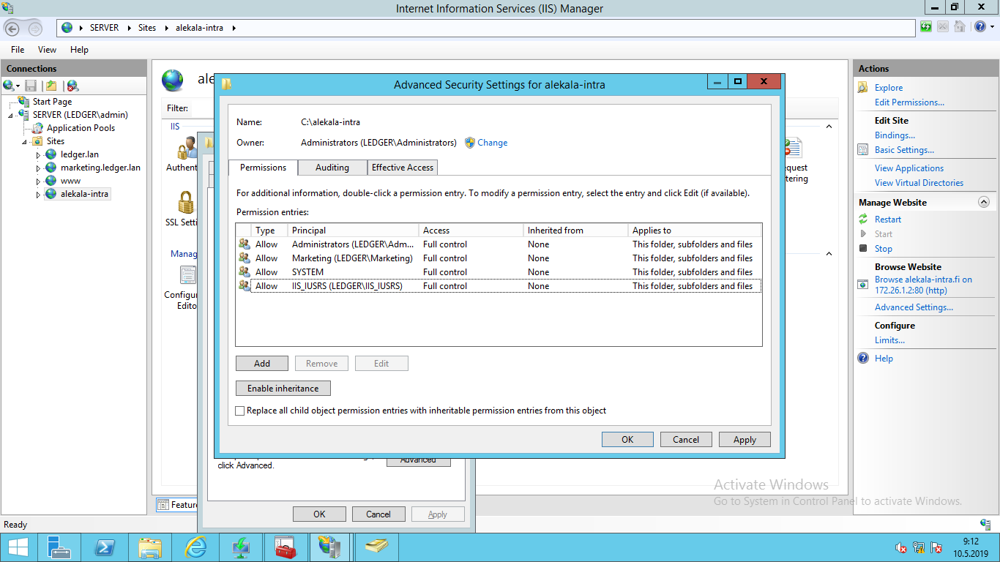 Internet Information Services (IIS) Manager
SERVER Sites alekala-intra
File View Help
Connections
Start Page
SERVER (LEDGER\admin)
Application Pools
Sites
ledger.lan
marketing.ledger.lan
www
alekala-intra
ale
Filter:
IIS
Authent
SSL Setti
Manag
Configur
Edito
Feature
equest
tering
Advanced Security Settings for alekala-intra
Name: C:\alekala-intra
Owner: Administrators (LEDGER\Administrators) Change
Permissions Auditing Effective Access
For additional information, double-click a permission entry. To modify a permission entry, select the entry and click Edit (if available).
Permission entries:
Type Principal Access Inherited from Applies to
Allow Administrators (LEDGER\Adm... Full control None This folder, subfolders and files
Allow Marketing (LEDGER\Marketing) Full control None This folder, subfolders and files
Allow SYSTEM Full control None This folder, subfolders and files
Allow IIS_IUSRS (LEDGER\IIS_IUSRS) Full control None This folder, subfolders and files
Add Remove Edit
Enable inheritance
Replace all child object permission entries with inheritable permission entries from this object
OK Cancel Apply
click Advanced. Advanced
OK Cancel Apply
Actions
Explore
Edit Permissions...
Edit Site
Bindings...
Basic Settings...
View Applications
View Virtual Directories
Manage Website
Restart
Start
Stop
Browse Website
Browse alekala-intra.fi on
172.26.1.2:80 (http)
Advanced Settings...
Configure
Limits...
Help
Activate Windows
Go to System in Control Panel to activate Windows.
Ready
9:12
10.5.2019